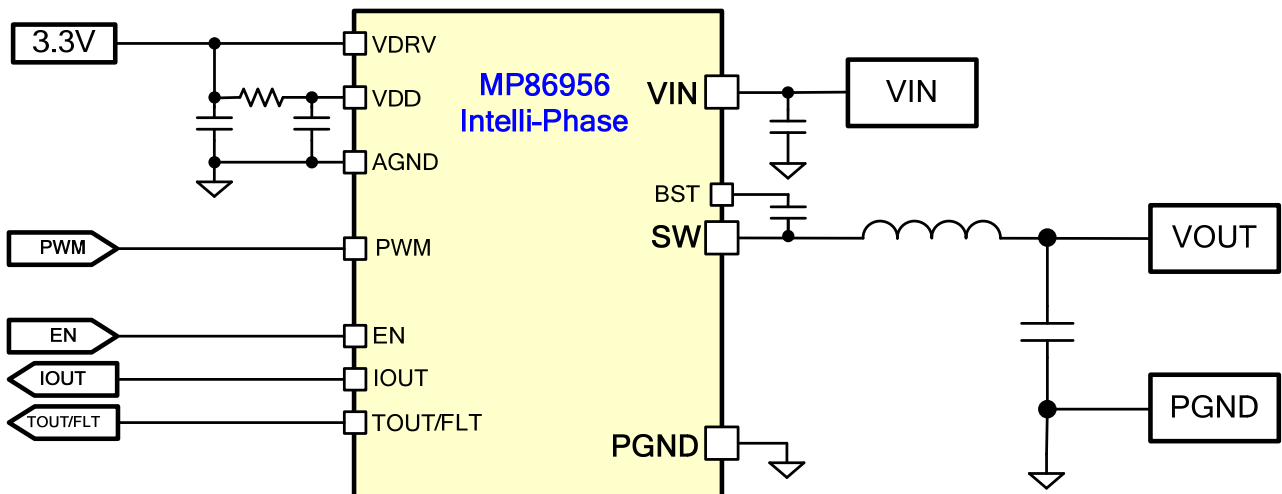 3.3V
VDRV
VDD
AGND
PWM
PWM
EN
EN
IOUT
IOUT
TOUT/FLT
TOUT/FLT
MP86956
Intelli-Phase
VIN
VIN
BST
SW
VOUT
PGND
PGND